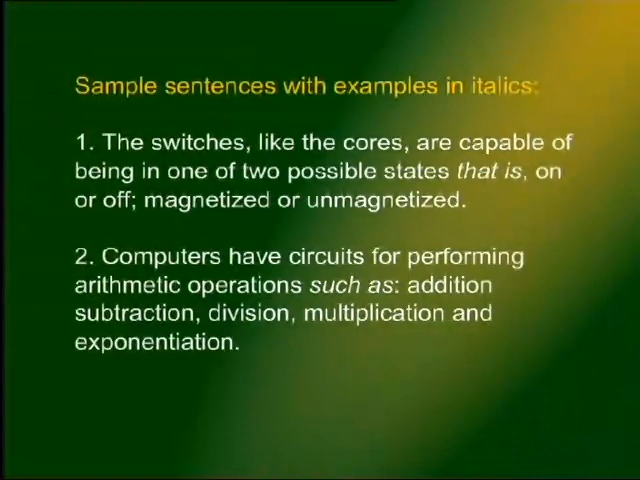 Sample sentences with examples in italics:
1. The switches, like the cores, are capable of
being in one of two possible states that is, on
or off; magnetized or unmagnetized.
2. Computers have circuits for performing
arithmetic operations such as: addition
subtraction, division, multiplication and
exponentiation.